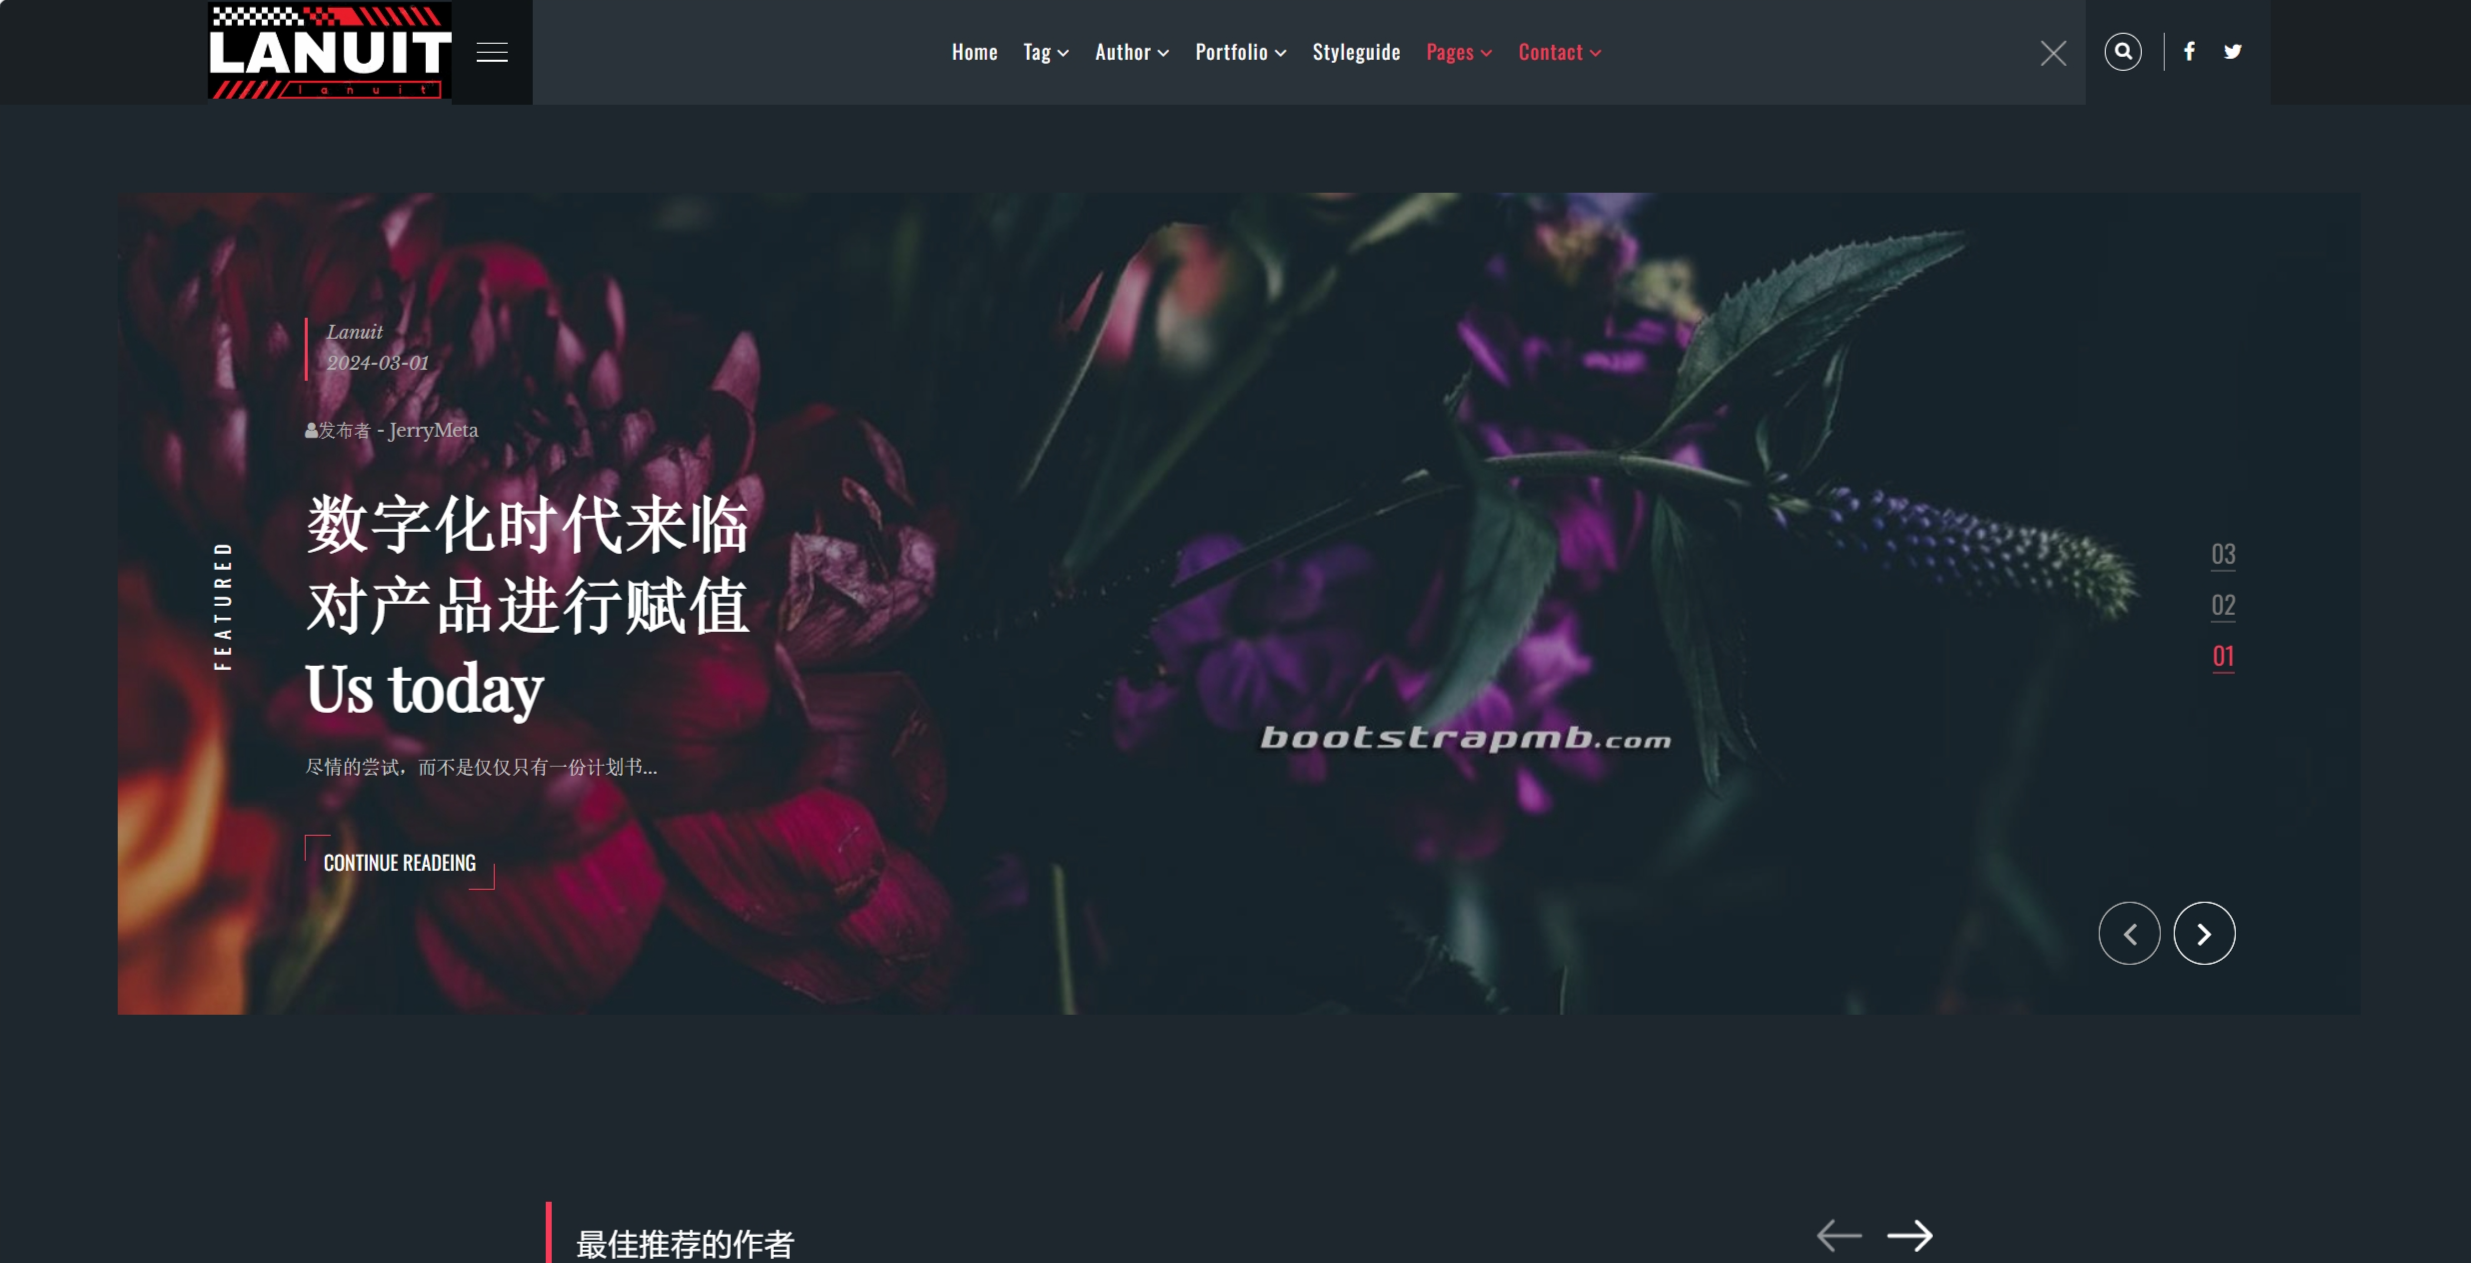 LANUIT
lanuit
Home Tag Author Portfolio Styleguide Pages Contact
Lanuit
2024-03-01
发布者 - JerryMeta
FEATURED
数字化时代来临
对产品进行赋值
Us today
尽情的尝试，而不是仅仅只有一份计划书...
CONTINUE READEING
bootstrapmb.com
03
02
01
最佳推荐的作者